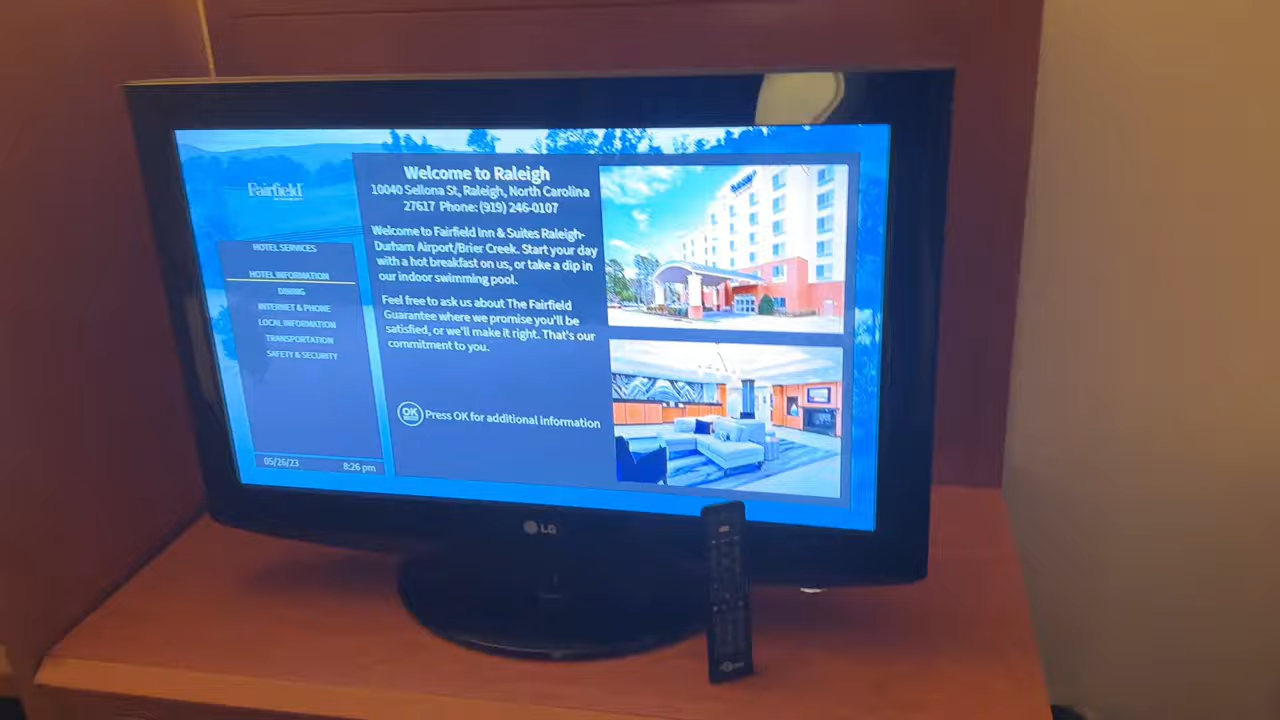 Fairfield
HOTEL SERVICES
HOTEL INFORMATION
DINING
INTERNET & PHONE
LOCAL INFORMATION
TRANSPORTATION
SAFETY & SECURITY
05/26/23 8:26 pm
Welcome to Raleigh
10040 Sellona St, Raleigh, North Carolina
27617 Phone: (919) 246-0107
Welcome to Fairfield Inn & Suites Raleigh-
Durham Airport/Brier Creek. Start your day
with a hot breakfast on us, or take a dip in
our indoor swimming pool.
Feel free to ask us about The Fairfield
Guarantee where we promise you'll be
satisfied, or we'll make it right. That's our
commitment to you.
OK Press OK for additional information
LG